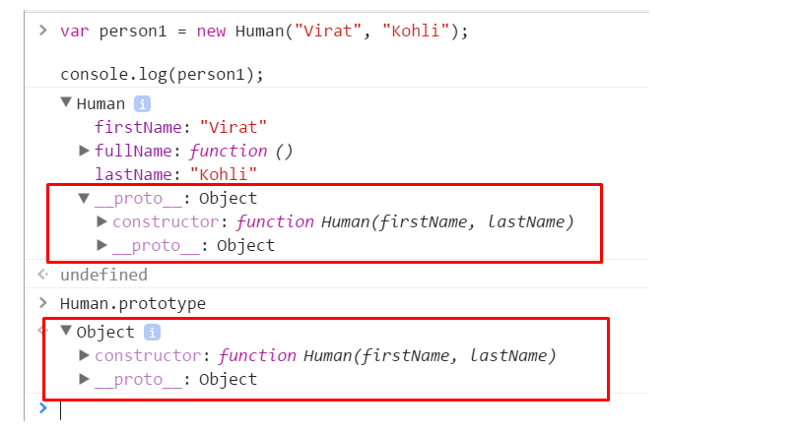 > var person1 = new Human("Virat", "Kohli");
console.log(person1);
▼Human i
firstName: "Virat"
▶fullName: function ()
lastName: "Kohli"
▼__proto__: Object
▶constructor: function Human(firstName, lastName)
▶__proto__: Object
< undefined
> Human.prototype
< ▼Object i
▶constructor: function Human(firstName, lastName)
▶__proto__: Object
>